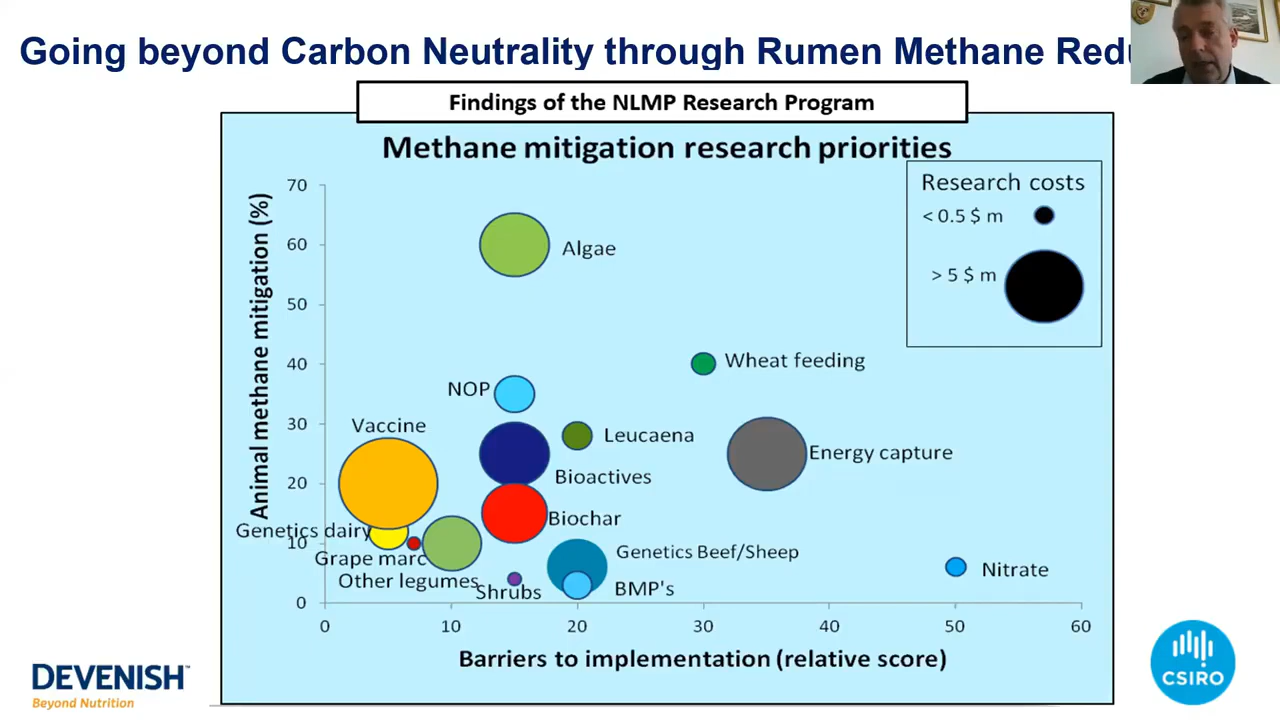 Going beyond Carbon Neutrality through Rumen Methane Redu
Findings of the NLMP Research Program
Methane mitigation research priorities
Research costs
< 0.5 $ m
> 5 $ m
Animal methane mitigation (%)
70
60
50
40
30
20
10
0
Algae
Wheat feeding
NOP
Vaccine
Leucaena
Energy capture
Bioactives
Biochar
Genetics dairy
Genetics Beef/Sheep
Grape marc
Nitrate
Other legumes
Shrubs
BMP's
0
10
20
30
40
50
60
Barriers to implementation (relative score)
DEVENISH™
Beyond Nutrition
CSIRO